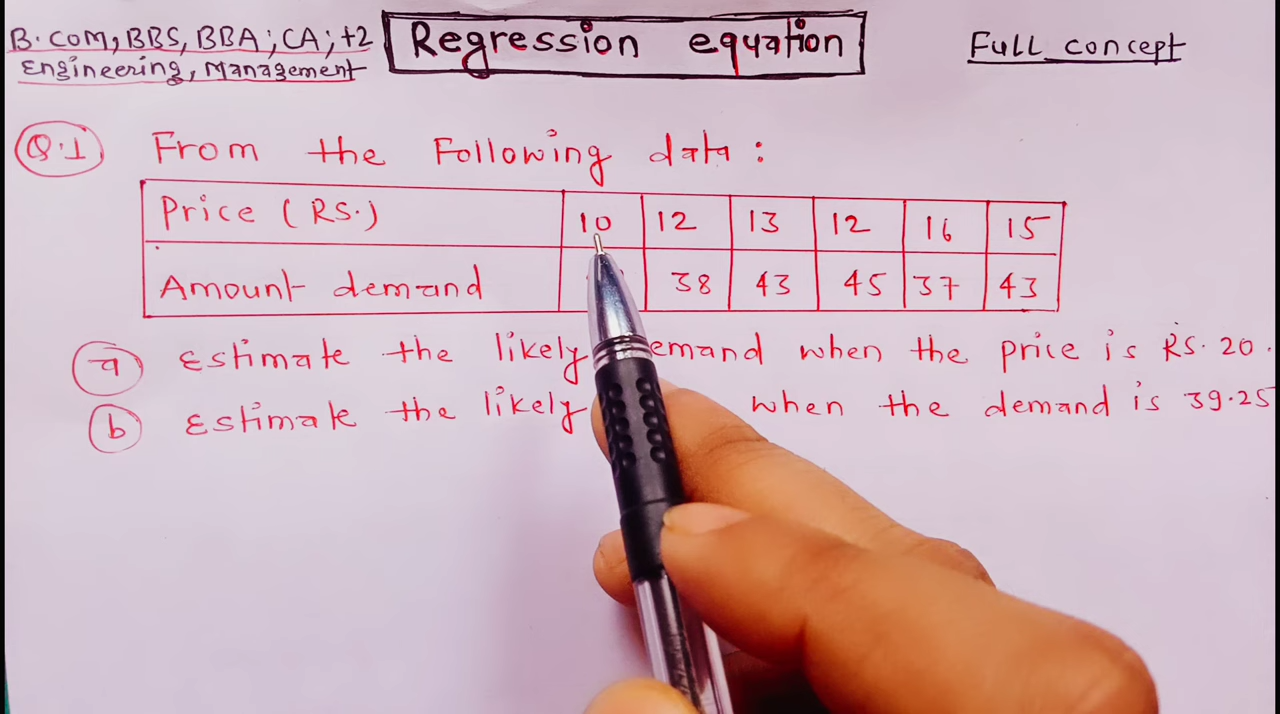 B.com, BBS, BBA; CA; +2
Engineering, Management
Regression equation
Full concept
Q.1 From the Following data:
Price (RS.) 10 12 13 12 16 15
Amount demand 38 43 45 37 43
a Estimate the likely emand when the price is RS. 20.
b Estimate the likely when the demand is 39.25